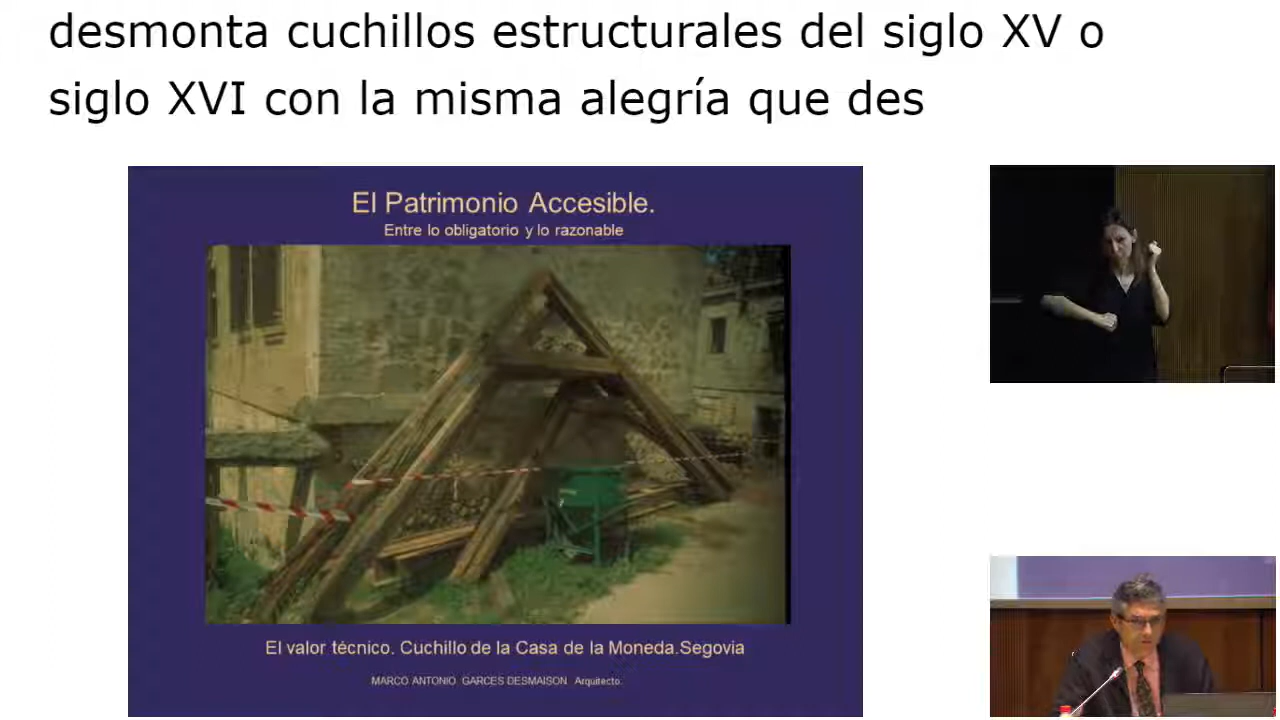 desmonta cuchillos estructurales del siglo XV o
siglo XVI con la misma alegría que des
El Patrimonio Accesible.
Entre lo obligatorio y lo razonable
El valor técnico. Cuchillo de la Casa de la Moneda.Segovia
MARCO ANTONIO. GARCES DESMAISON. Arquitecto.